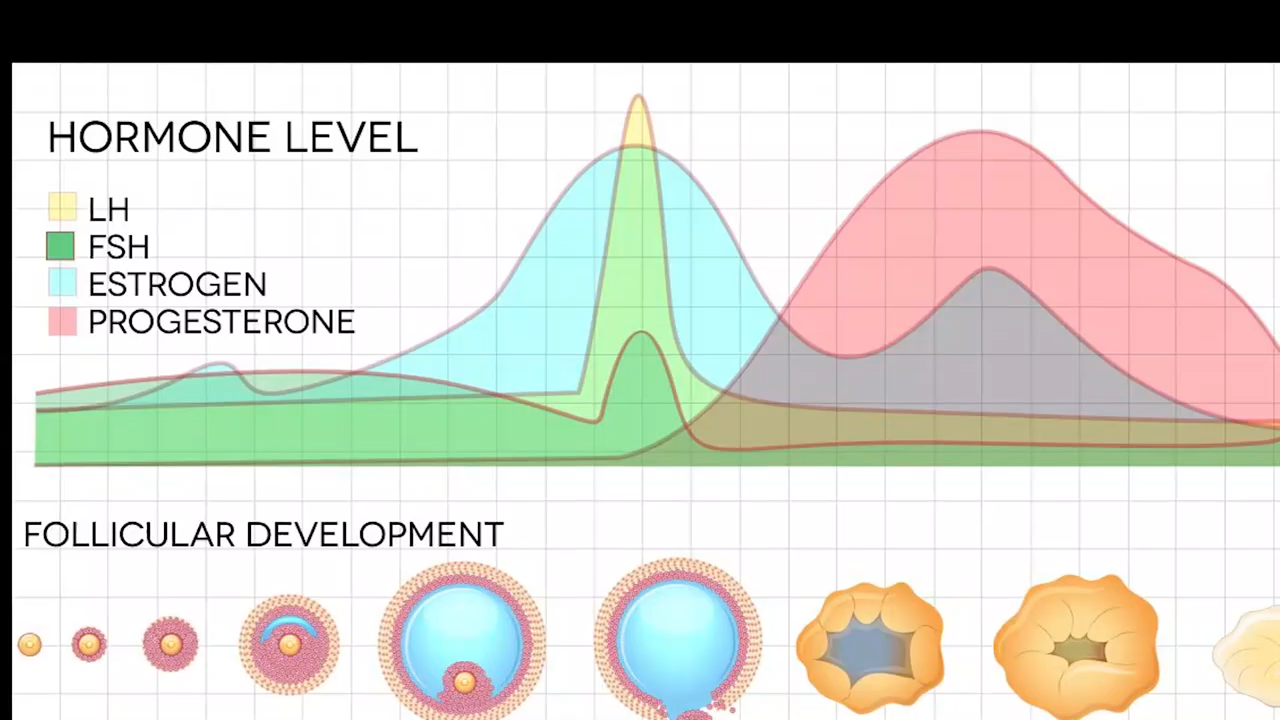 HORMONE LEVEL
LH
FSH
ESTROGEN
PROGESTERONE
FOLLICULAR DEVELOPMENT